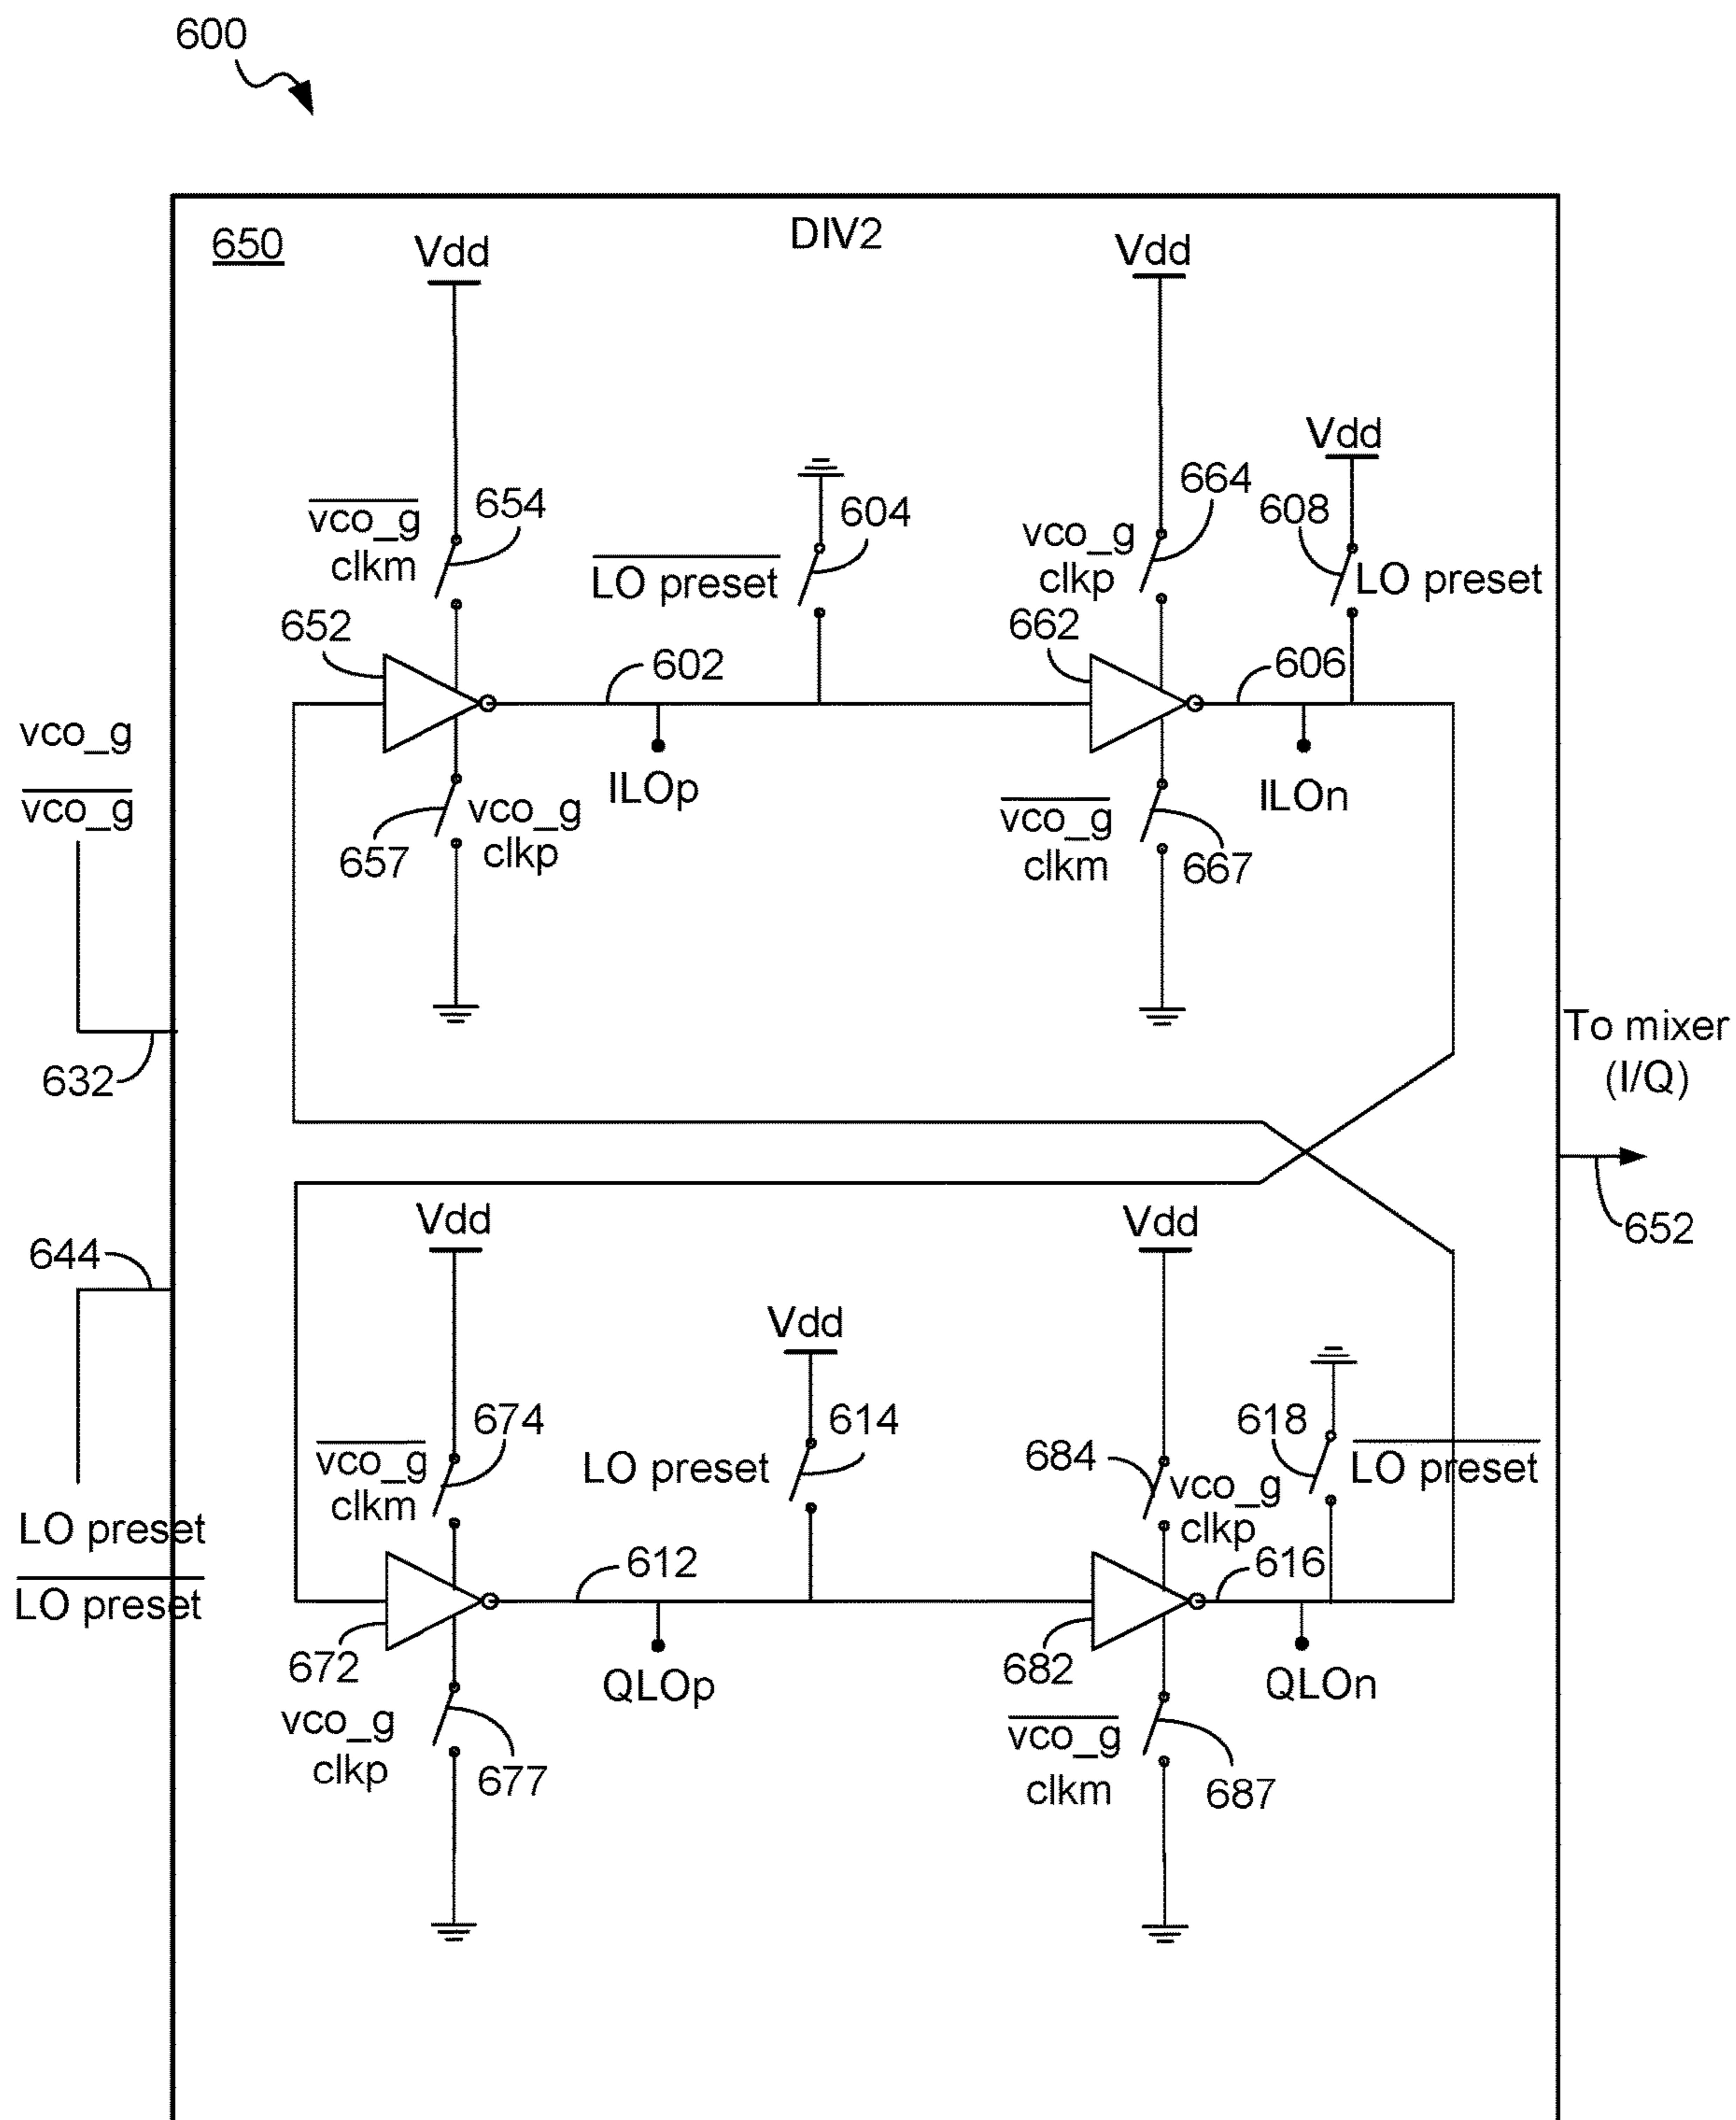 600
650
DIV2
Vdd
Vdd
Vdd
vco_g
clkm
654
LO preset
604
vco_g
clkp
664
608
LO preset
652
602
662
606
ILOp
ILOn
657
vco_g
clkp
vco_g
clkm
667
vco_g
vco_g
632
To mixer
(I/Q)
652
644
LO preset
LO preset
Vdd
Vdd
Vdd
vco_g
clkm
674
LO preset
614
684
vco_g
clkp
618
LO preset
672
612
682
616
QLOp
QLOn
vco_g
clkp
677
vco_g
clkm
687